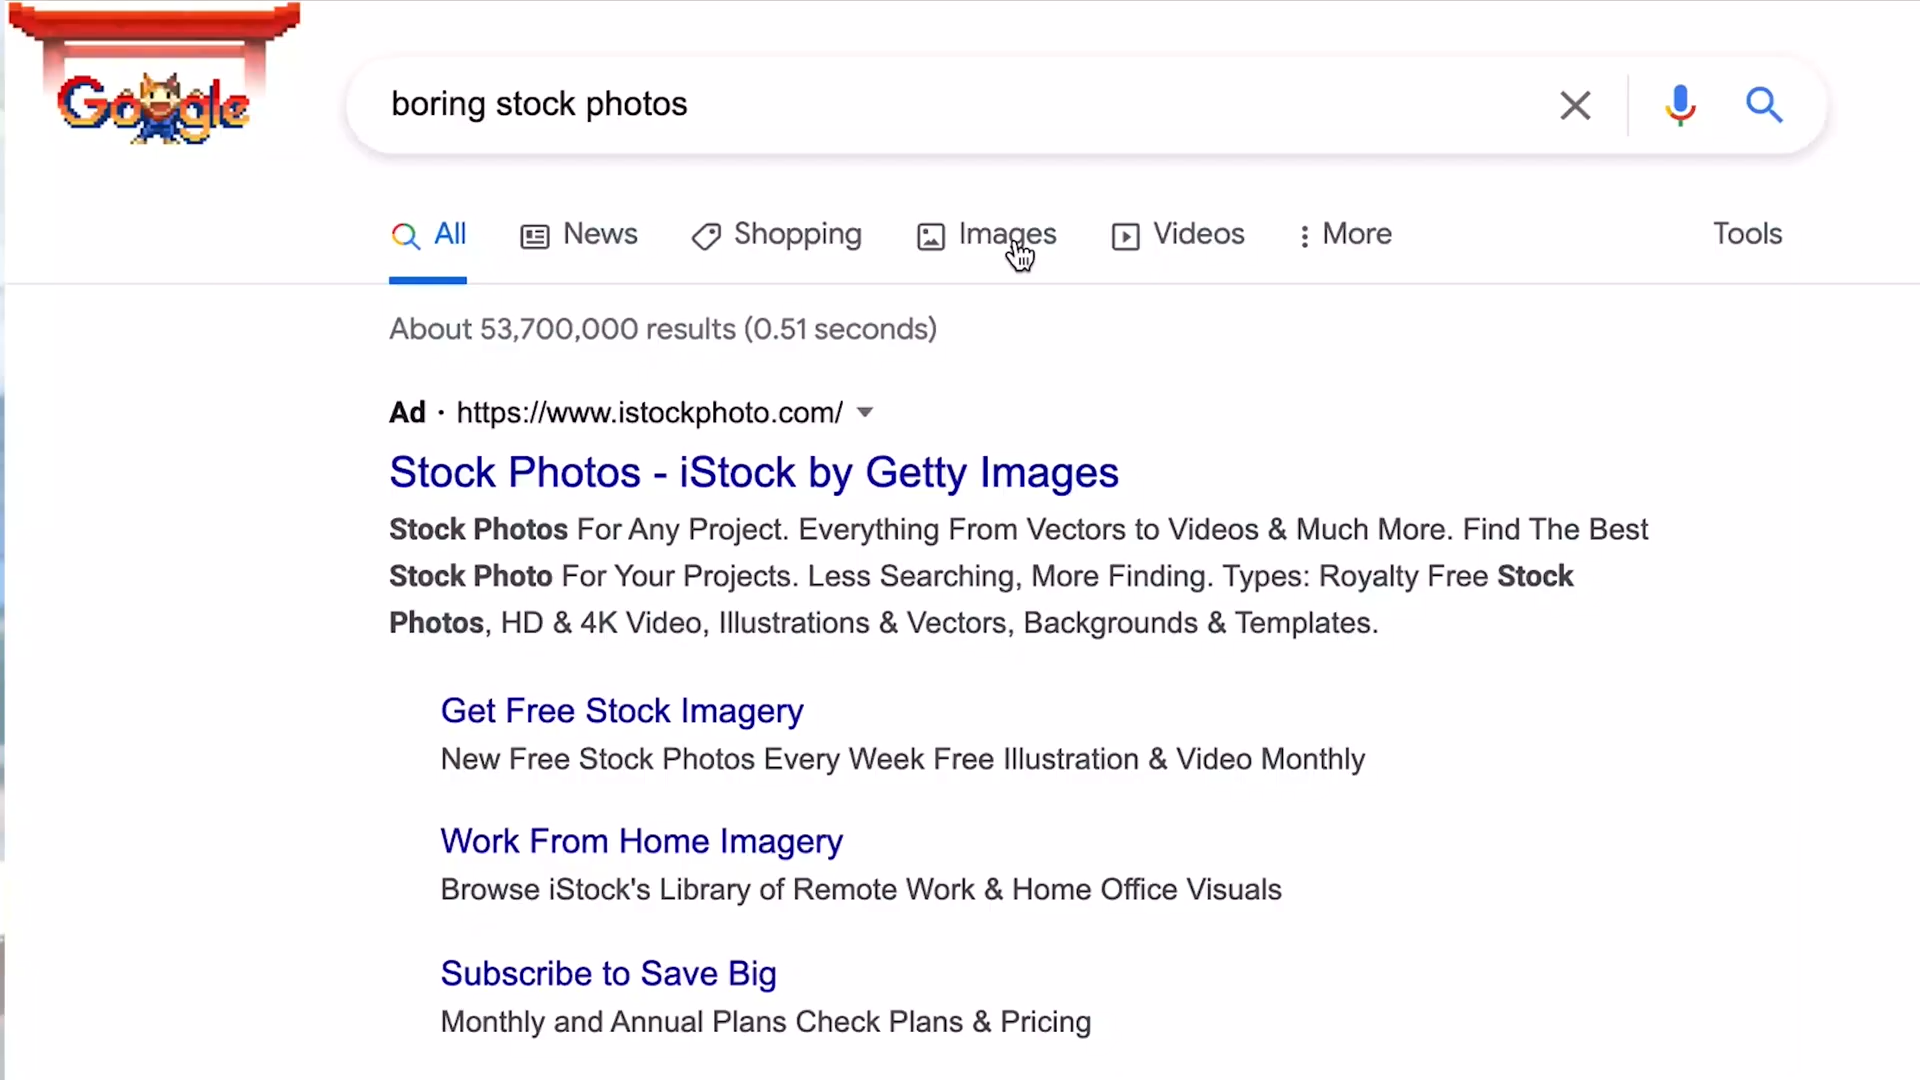 Google
boring stock photos
All
News
Shopping
Images
Videos
More
Tools
About 53,700,000 results (0.51 seconds)
Ad · https://www.istockphoto.com/
Stock Photos - iStock by Getty Images
Stock Photos For Any Project. Everything From Vectors to Videos & Much More. Find The Best
Stock Photo For Your Projects. Less Searching, More Finding. Types: Royalty Free Stock
Photos, HD & 4K Video, Illustrations & Vectors, Backgrounds & Templates.
Get Free Stock Imagery
New Free Stock Photos Every Week Free Illustration & Video Monthly
Work From Home Imagery
Browse iStock's Library of Remote Work & Home Office Visuals
Subscribe to Save Big
Monthly and Annual Plans Check Plans & Pricing